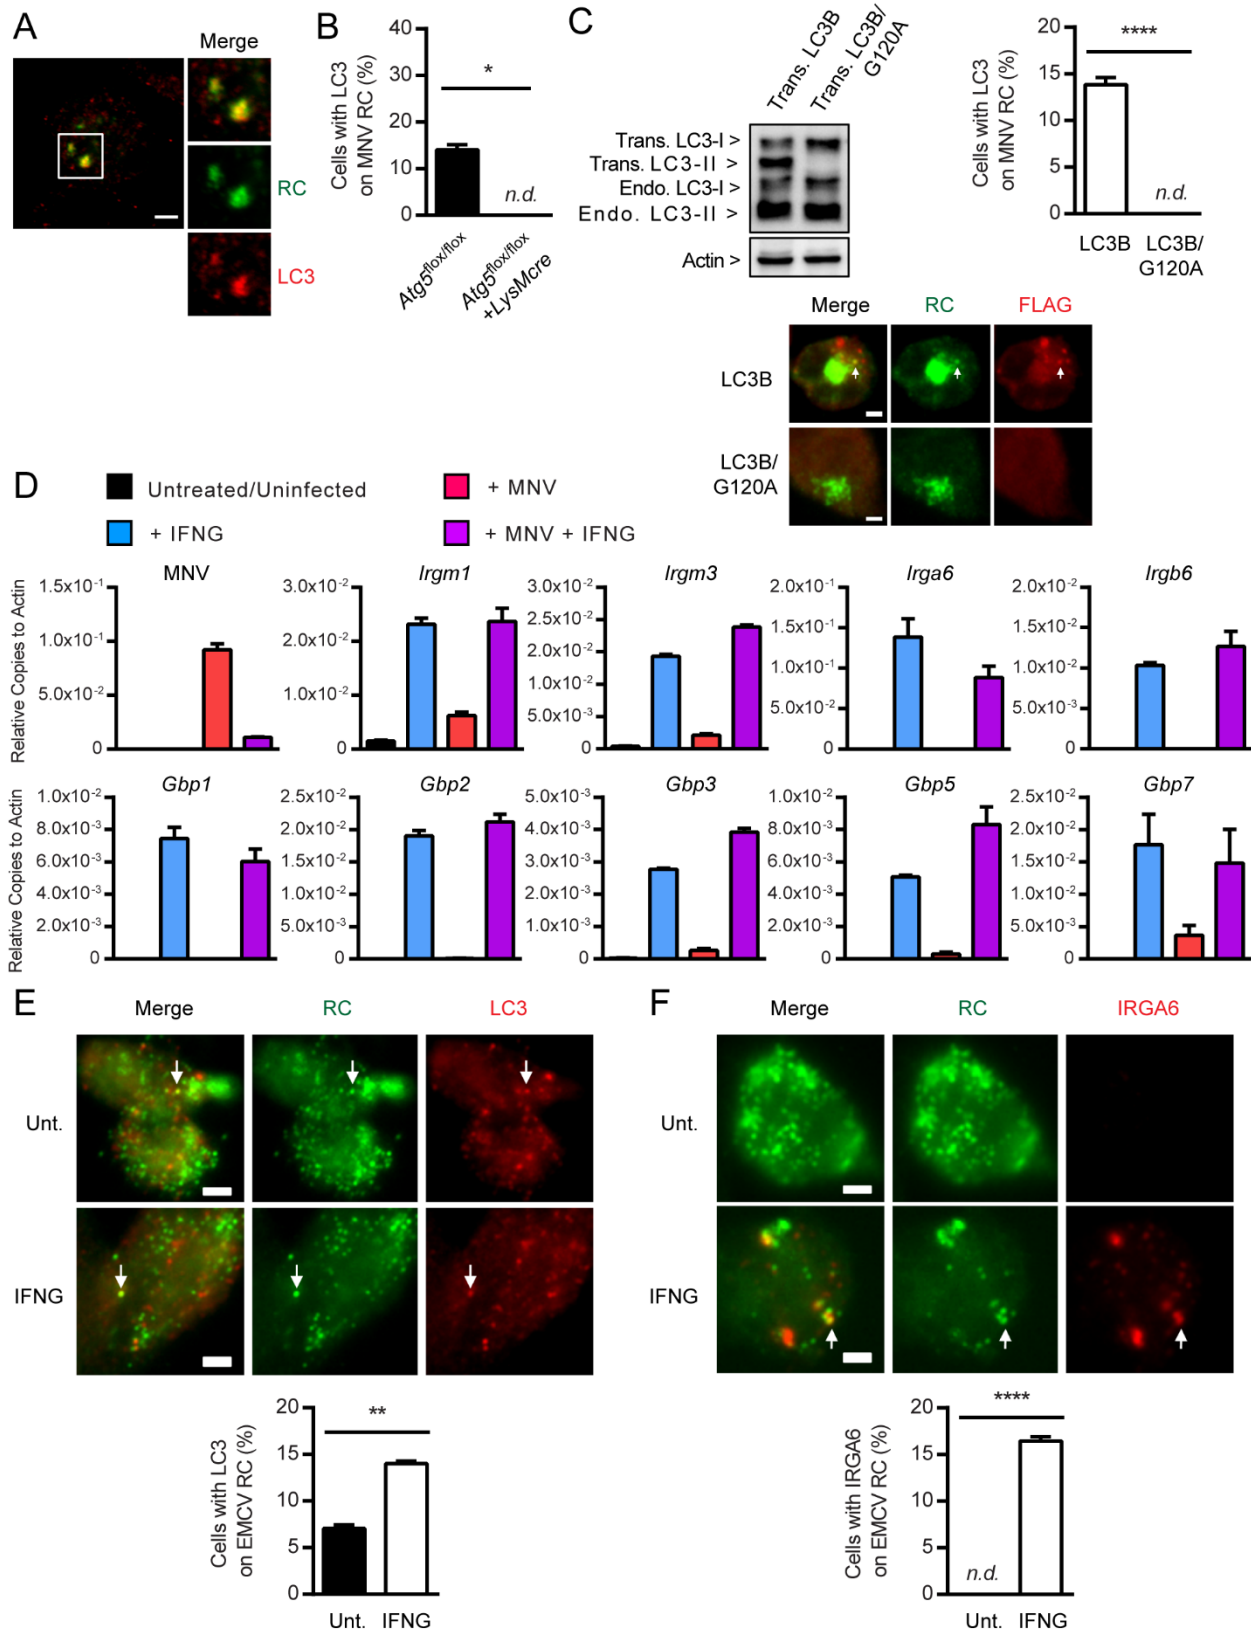 A
Merge
RC
LC3
B
Cells with LC3
on MNV RC (%)
40
30
20
10
0
*
n.d.
Atg5flox/flox
Atg5flox/flox
+LysMcre
C
Trans. LC3B
Trans. LC3B/
G120A
Trans. LC3-I >
Trans. LC3-II >
Endo. LC3-I >
Endo. LC3-II >
Actin >
Cells with LC3
on MNV RC (%)
20
15
10
5
0
****
n.d.
LC3B
LC3B/
G120A
Merge
RC
FLAG
LC3B
LC3B/
G120A
D
Untreated/Uninfected
+ MNV
+ IFNG
+ MNV + IFNG
Relative Copies to Actin
MNV
1.5x10-1
1.0x10-1
5.0x10-2
0
Irgm1
3.0x10-2
2.0x10-2
1.0x10-2
0
Irgm3
3.0x10-2
2.5x10-2
2.0x10-2
2.0x10-2
5.0x10-3
0
Irga6
2.0x10-1
1.5x10-1
1.0x10-1
5.0x10-2
0
Irgb6
2.0x10-2
1.5x10-2
1.0x10-2
5.0x10-3
0
Relative Copies to Actin
Gbp1
1.0x10-2
8.0x10-3
6.0x10-3
4.0x10-3
2.0x10-3
0
Gbp2
2.5x10-2
2.0x10-2
1.5x10-2
1.0x10-2
5.0x10-3
0
Gbp3
5.0x10-3
4.0x10-3
3.0x10-3
2.0x10-3
1.0x10-3
0
Gbp5
1.0x10-2
8.0x10-3
6.0x10-3
4.0x10-3
2.0x10-3
0
Gbp7
2.5x10-2
2.0x10-2
1.5x10-2
1.0x10-2
5.0x10-3
0
E
Merge
RC
LC3
Unt.
IFNG
Cells with LC3
on EMCV RC (%)
20
15
10
5
0
**
Unt.
IFNG
F
Merge
RC
IRGA6
Unt.
IFNG
Cells with IRGA6
on EMCV RC (%)
20
15
10
5
0
****
n.d.
Unt.
IFNG